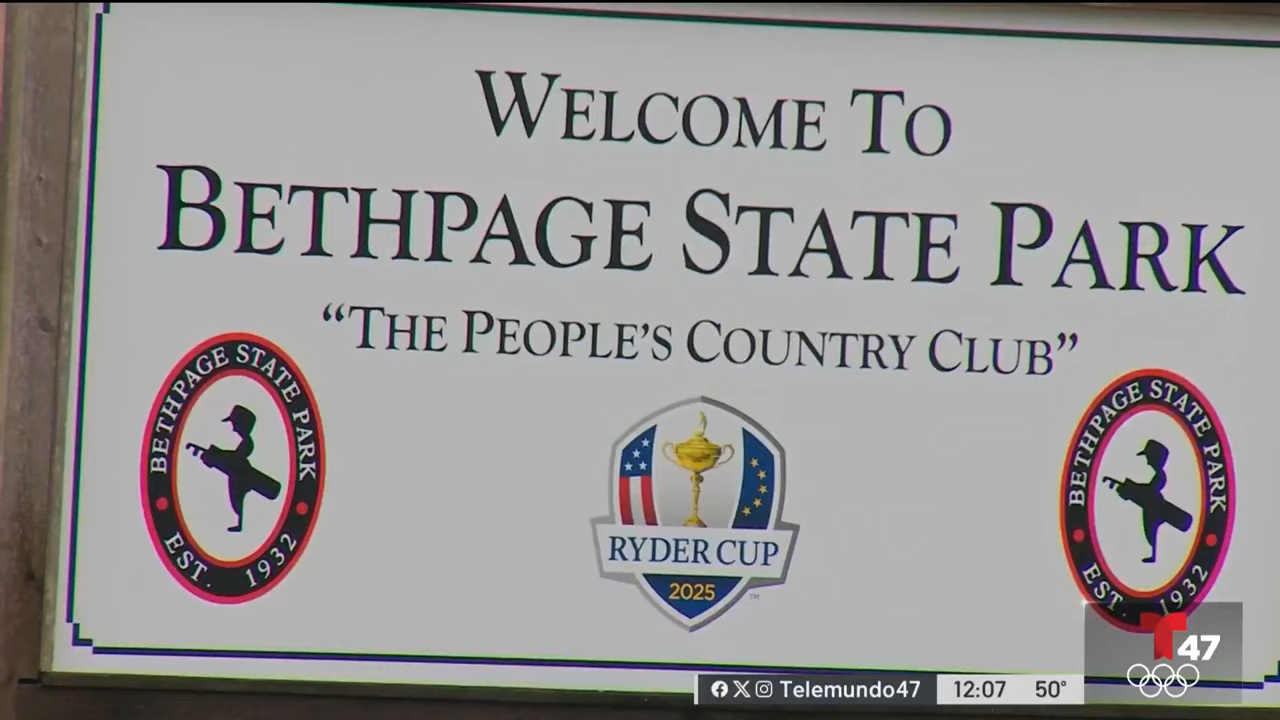 WELCOME TO
BETHPAGE STATE PARK
“THE PEOPLE’S COUNTRY CLUB”
BETHPAGE STATE PARK
EST. 1932
RYDER CUP
2025
TM
BETHPAGE STATE PARK
EST. 1932
47
Telemundo47 12:07 50°